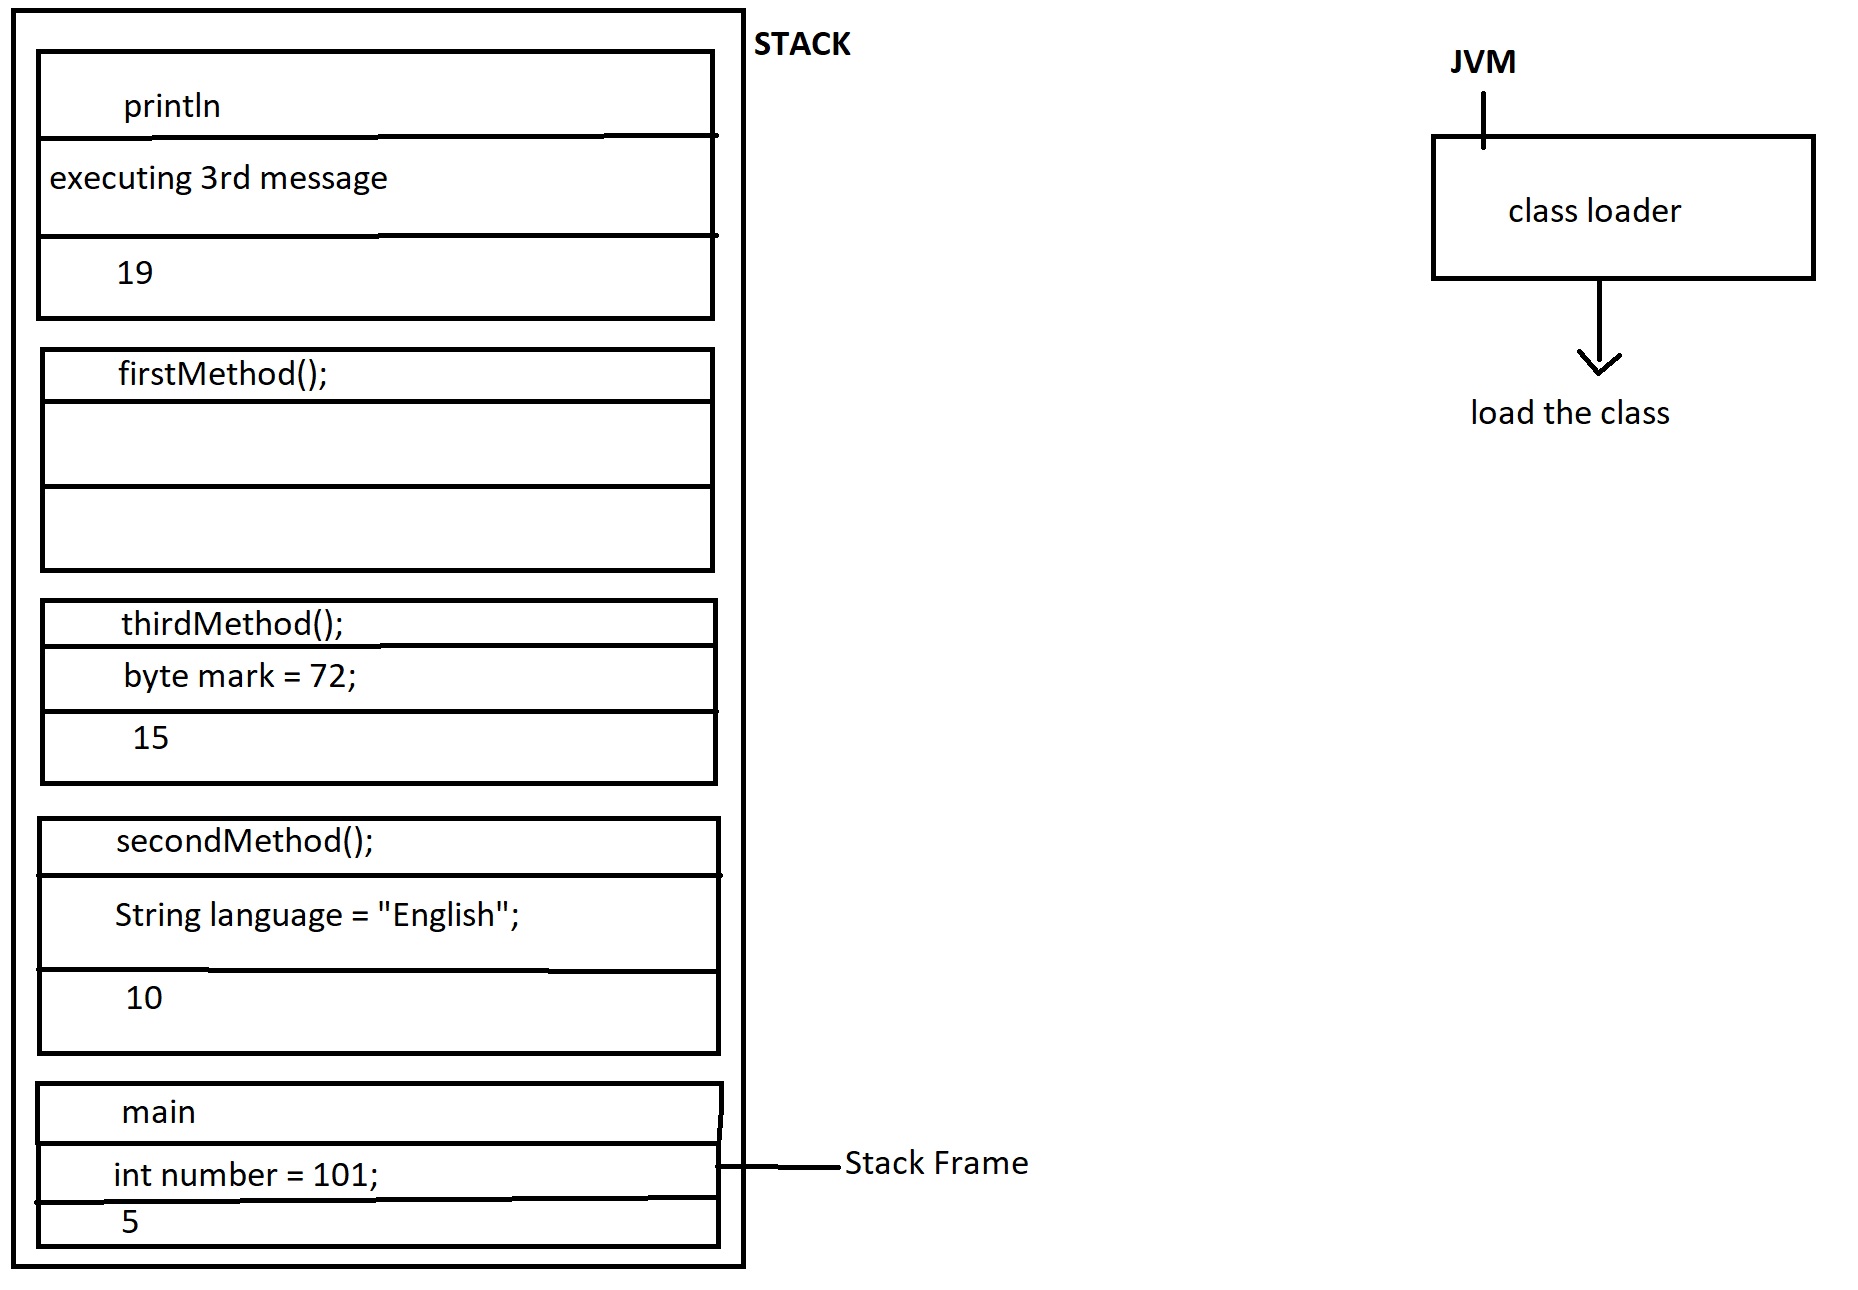 STACK
println
executing 3rd message
19
firstMethod();
thirdMethod();
byte mark = 72;
15
secondMethod();
String language = "English";
10
main
int number = 101;
5
Stack Frame
JVM
class loader
load the class